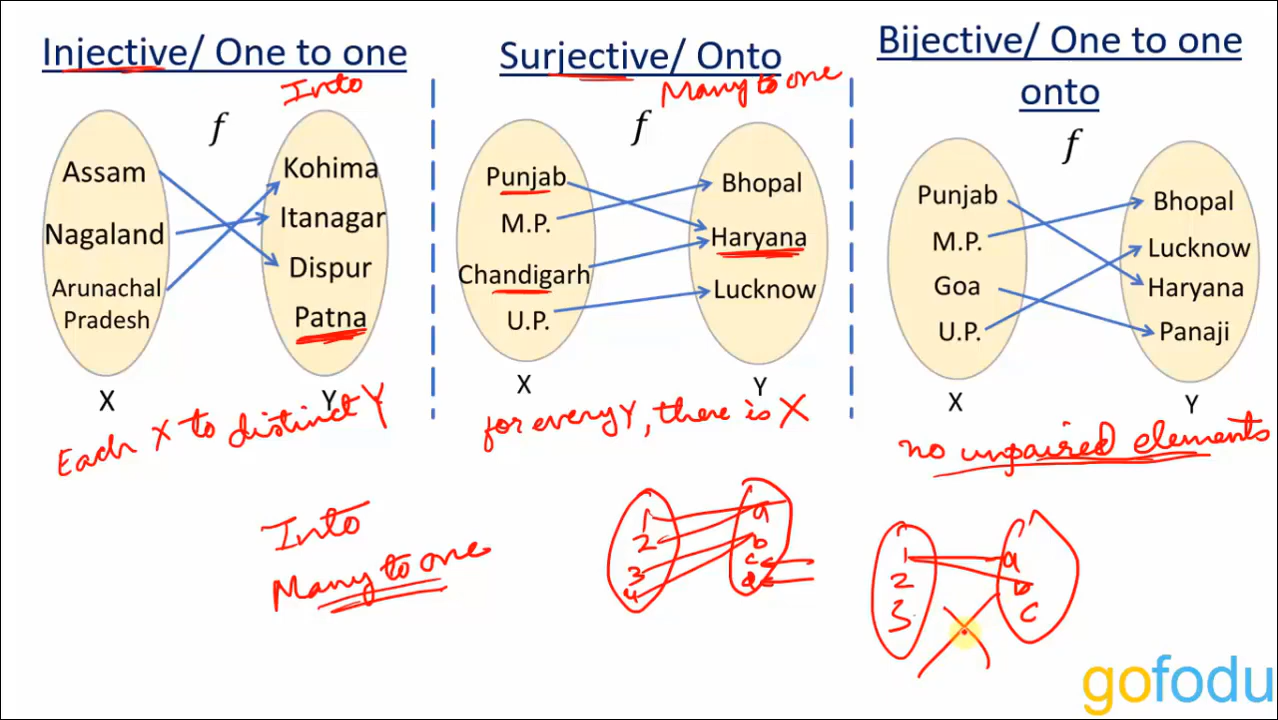 Injective/ One to one
Into
f
Assam
Nagaland
Arunachal
Pradesh
X
Kohima
Itanagar
Dispur
Patna
Y
Each X to distinct Y
Into
Many to one
Surjective/ Onto
Many to one
f
Punjab
M.P.
Chandigarh
U.P.
X
Bhopal
Haryana
Lucknow
Y
for every Y, there is X
1
2
3
4
a
b
c
d
Bijective/ One to one
onto
f
Punjab
M.P.
Goa
U.P.
X
Bhopal
Lucknow
Haryana
Panaji
Y
no unpaired elements
1
2
3
a
b
c
gofodu